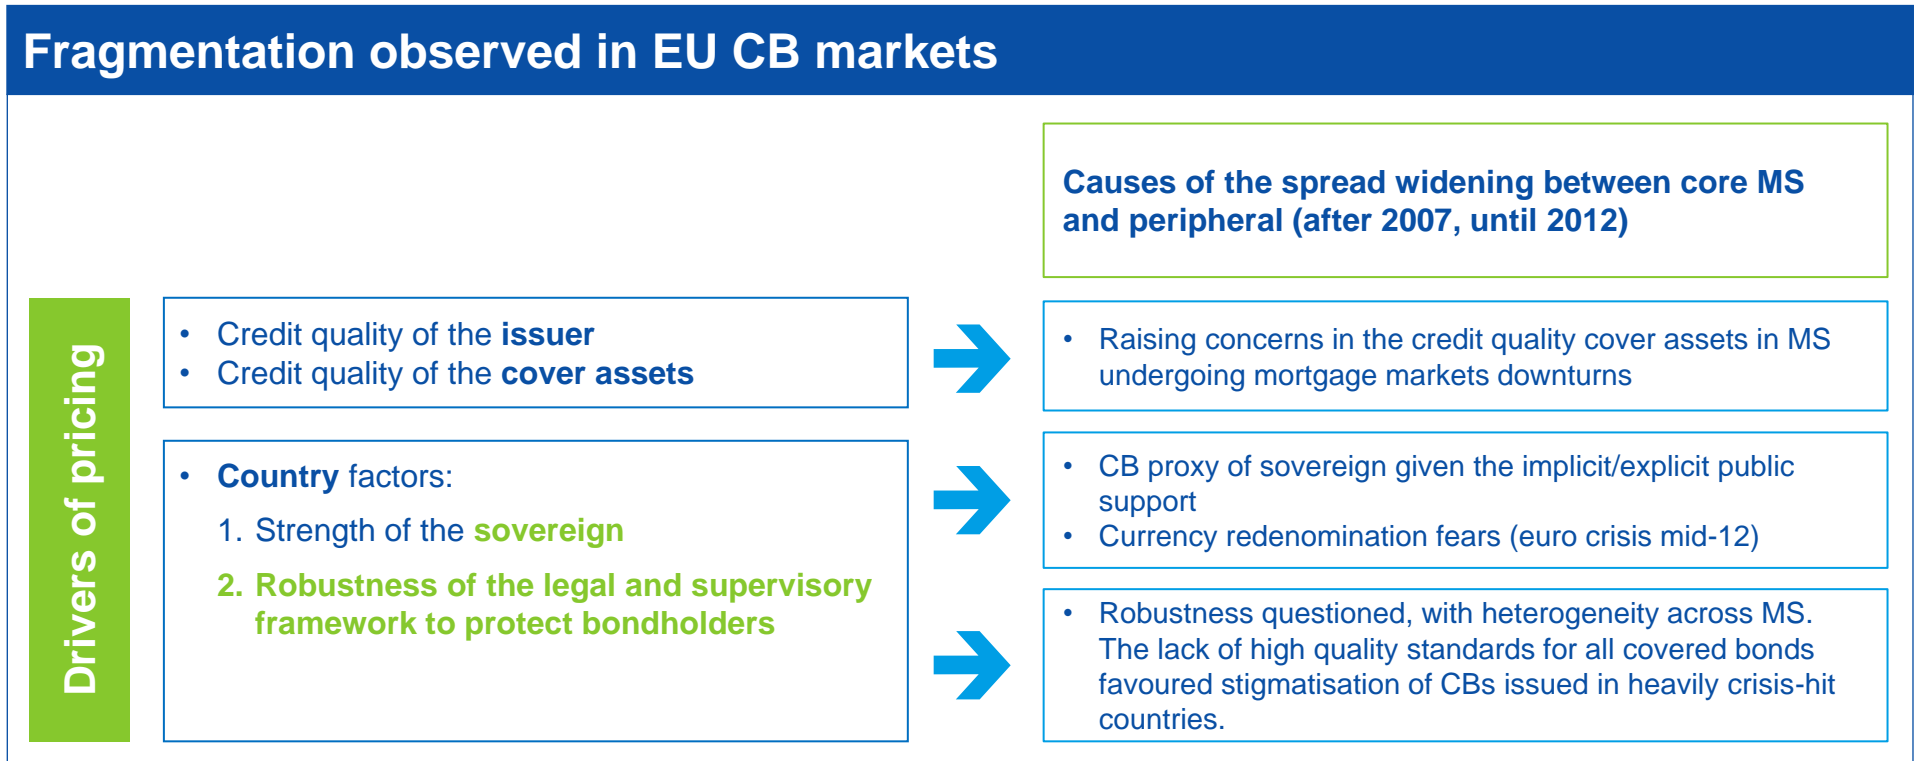 Fragmentation observed in EU CB markets
Causes of the spread widening between core MS
and peripheral (after 2007, until 2012)
Drivers of pricing
• Credit quality of the issuer
• Credit quality of the cover assets
• Raising concerns in the credit quality cover assets in MS
undergoing mortgage markets downturns
• Country factors:
1. Strength of the sovereign
2. Robustness of the legal and supervisory
framework to protect bondholders
• CB proxy of sovereign given the implicit/explicit public
support
• Currency redenomination fears (euro crisis mid-12)
• Robustness questioned, with heterogeneity across MS.
The lack of high quality standards for all covered bonds
favoured stigmatisation of CBs issued in heavily crisis-hit
countries.